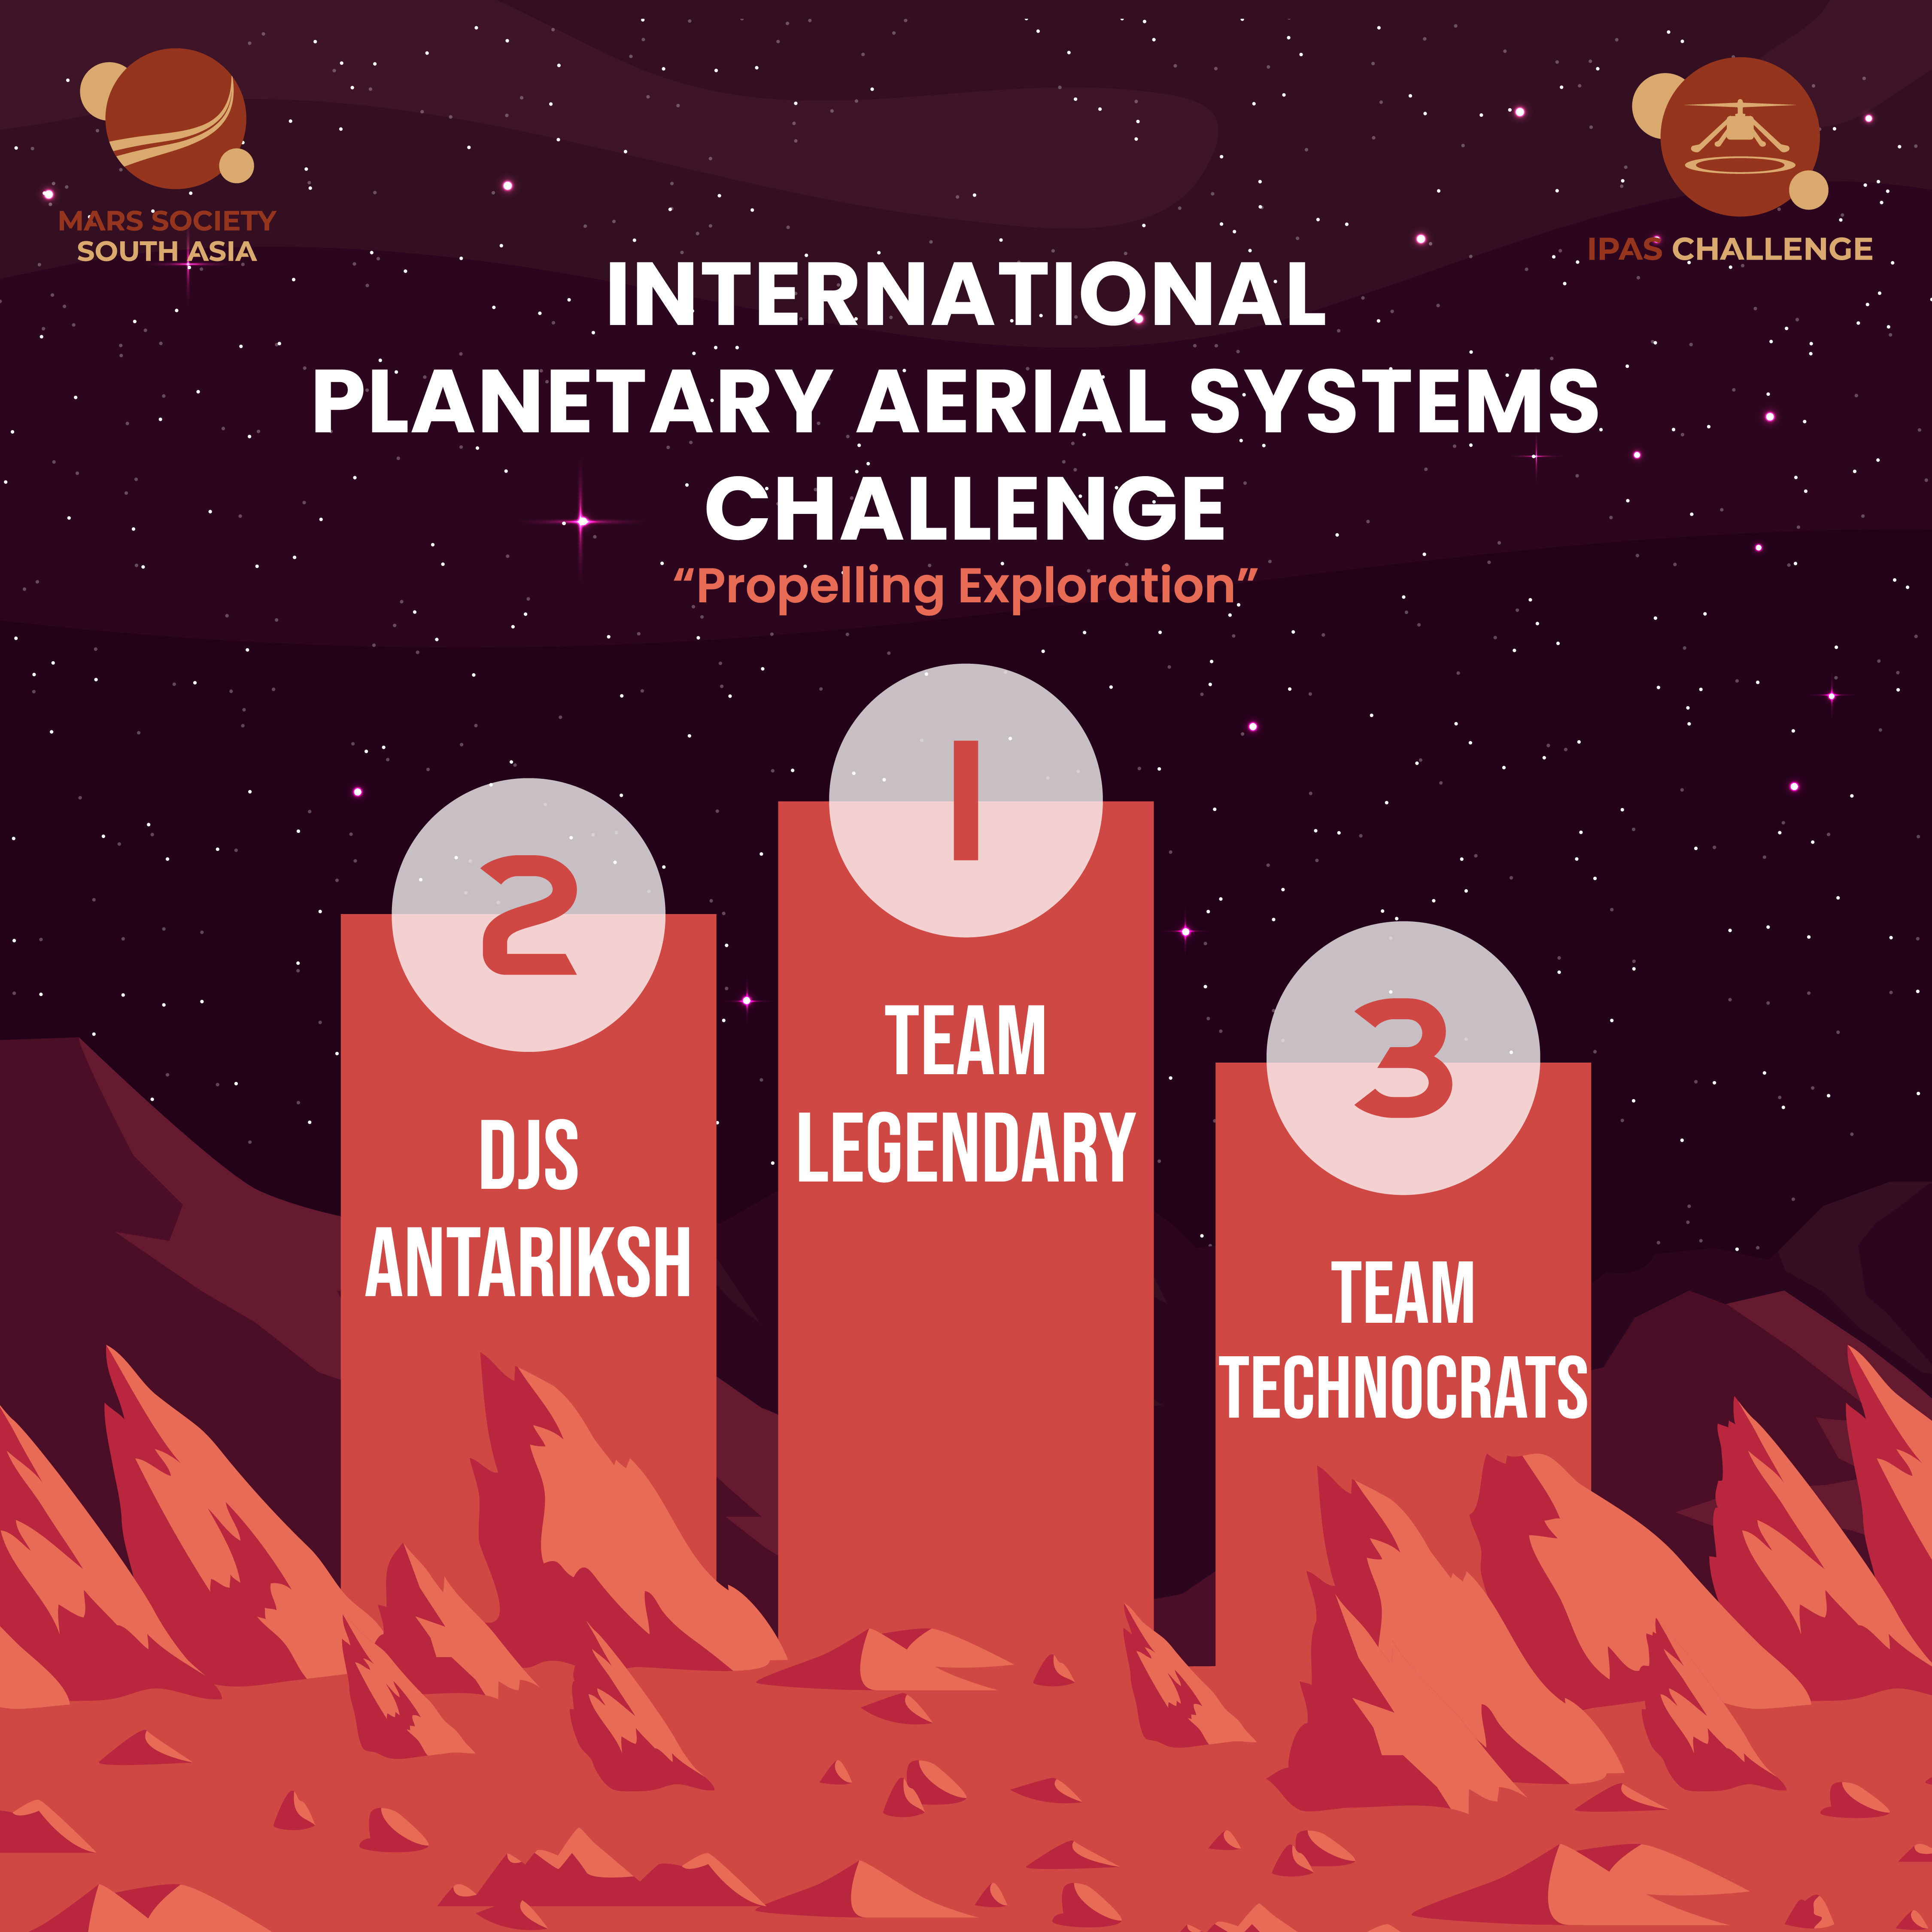 MARS SOCIETY
SOUTH ASIA
IPAS CHALLENGE
INTERNATIONAL
PLANETARY AERIAL SYSTEMS
CHALLENGE
“Propelling Exploration”
1
TEAM
LEGENDARY
2
DJS
ANTARIKSH
3
TEAM
TECHNOCRATS